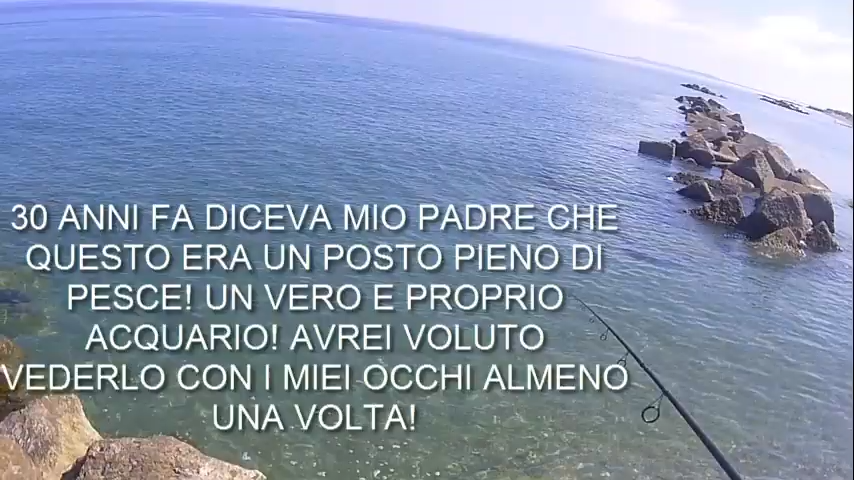 30 ANNI FA DICEVA MIO PADRE CHE
QUESTO ERA UN POSTO PIENO DI
PESCE! UN VERO E PROPRIO
ACQUARIO! AVREI VOLUTO
VEDERLO CON I MIEI OCCHI ALMENO
UNA VOLTA!